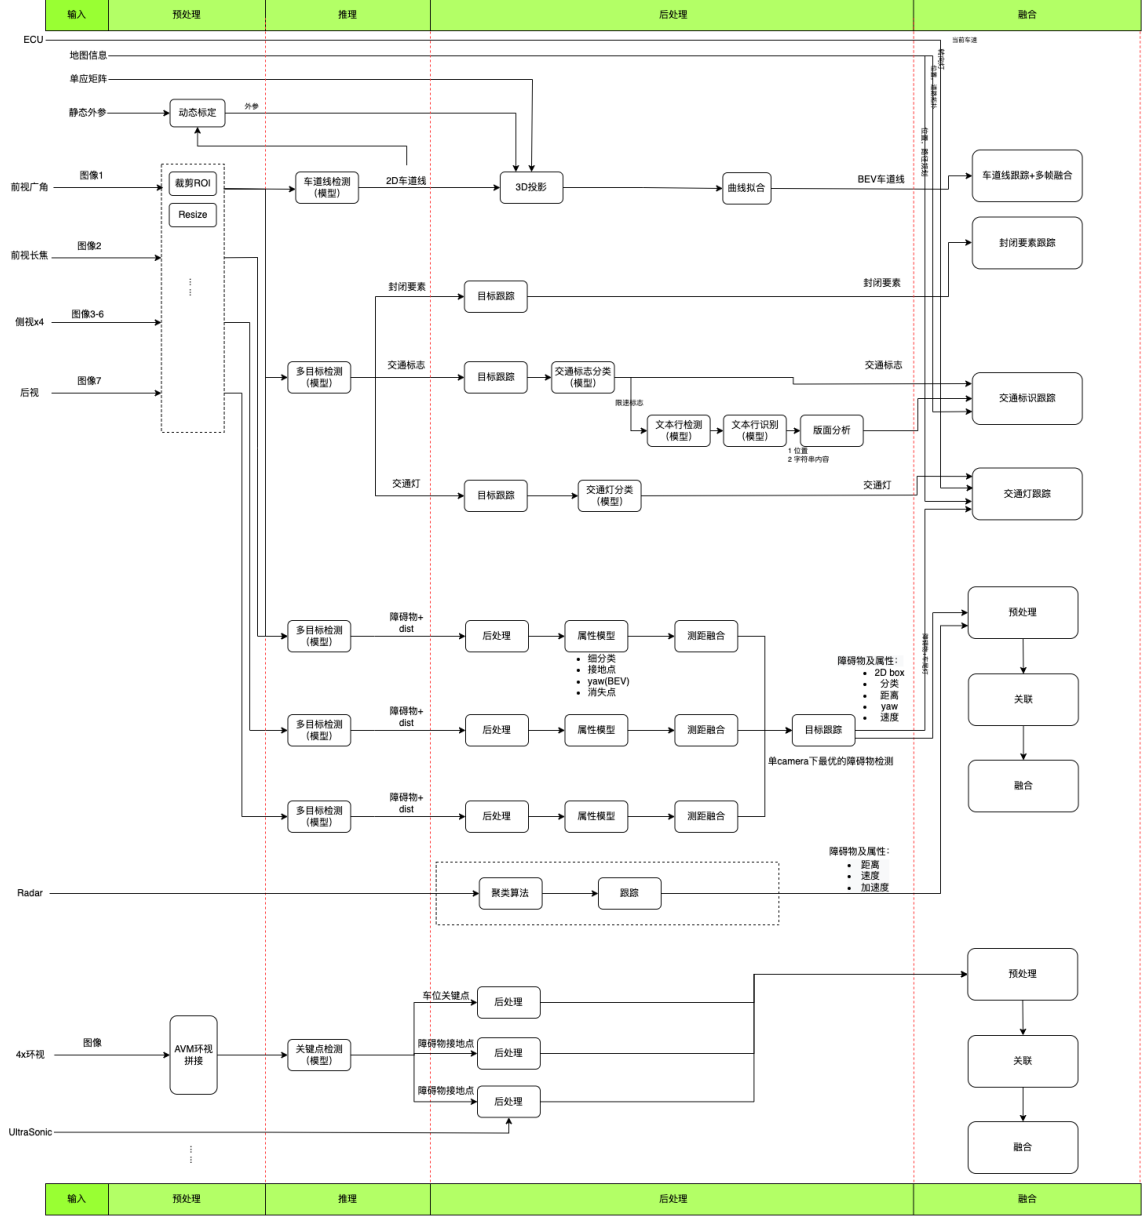 输入 预处理 推理 后处理 融合
ECU
当前车速
地图信息
转向灯
单应矩阵
静态外参
动态标定
外参
前视广角
图像1
裁剪ROI
Resize
车道线检测
（模型）
2D车道线
3D投影
曲线拟合
BEV车道线
车道线跟踪+多帧融合
前视长焦
图像2
封闭要素跟踪
封闭要素
目标跟踪
封闭要素
侧视x4
图像3-6
后视
图像7
多目标检测
（模型）
交通标志
目标跟踪
交通标志分类
（模型）
交通标志
交通标识跟踪
限速标志
文本行检测
（模型）
文本行识别
（模型）
版面分析
1 位置
2 字符串内容
交通灯
目标跟踪
交通灯分类
（模型）
交通灯
交通灯跟踪
多目标检测
（模型）
障碍物+
dist
后处理
属性模型
测距融合
• 细分类
• 接地点
• yaw(BEV)
• 消失点
障碍物及属性：
• 2D box
• 分类
• 距离
• yaw
• 速度
预处理
关联
融合
多目标检测
（模型）
障碍物+
dist
后处理
属性模型
测距融合
目标跟踪
单camera下最优的障碍物检测
多目标检测
（模型）
障碍物+
dist
后处理
属性模型
测距融合
Radar
聚类算法
跟踪
障碍物及属性：
• 距离
• 速度
• 加速度
4x环视
图像
AVM环视
拼接
关键点检测
（模型）
车位关键点
后处理
障碍物接地点
后处理
障碍物接地点
后处理
预处理
关联
融合
UltraSonic
输入 预处理 推理 后处理 融合